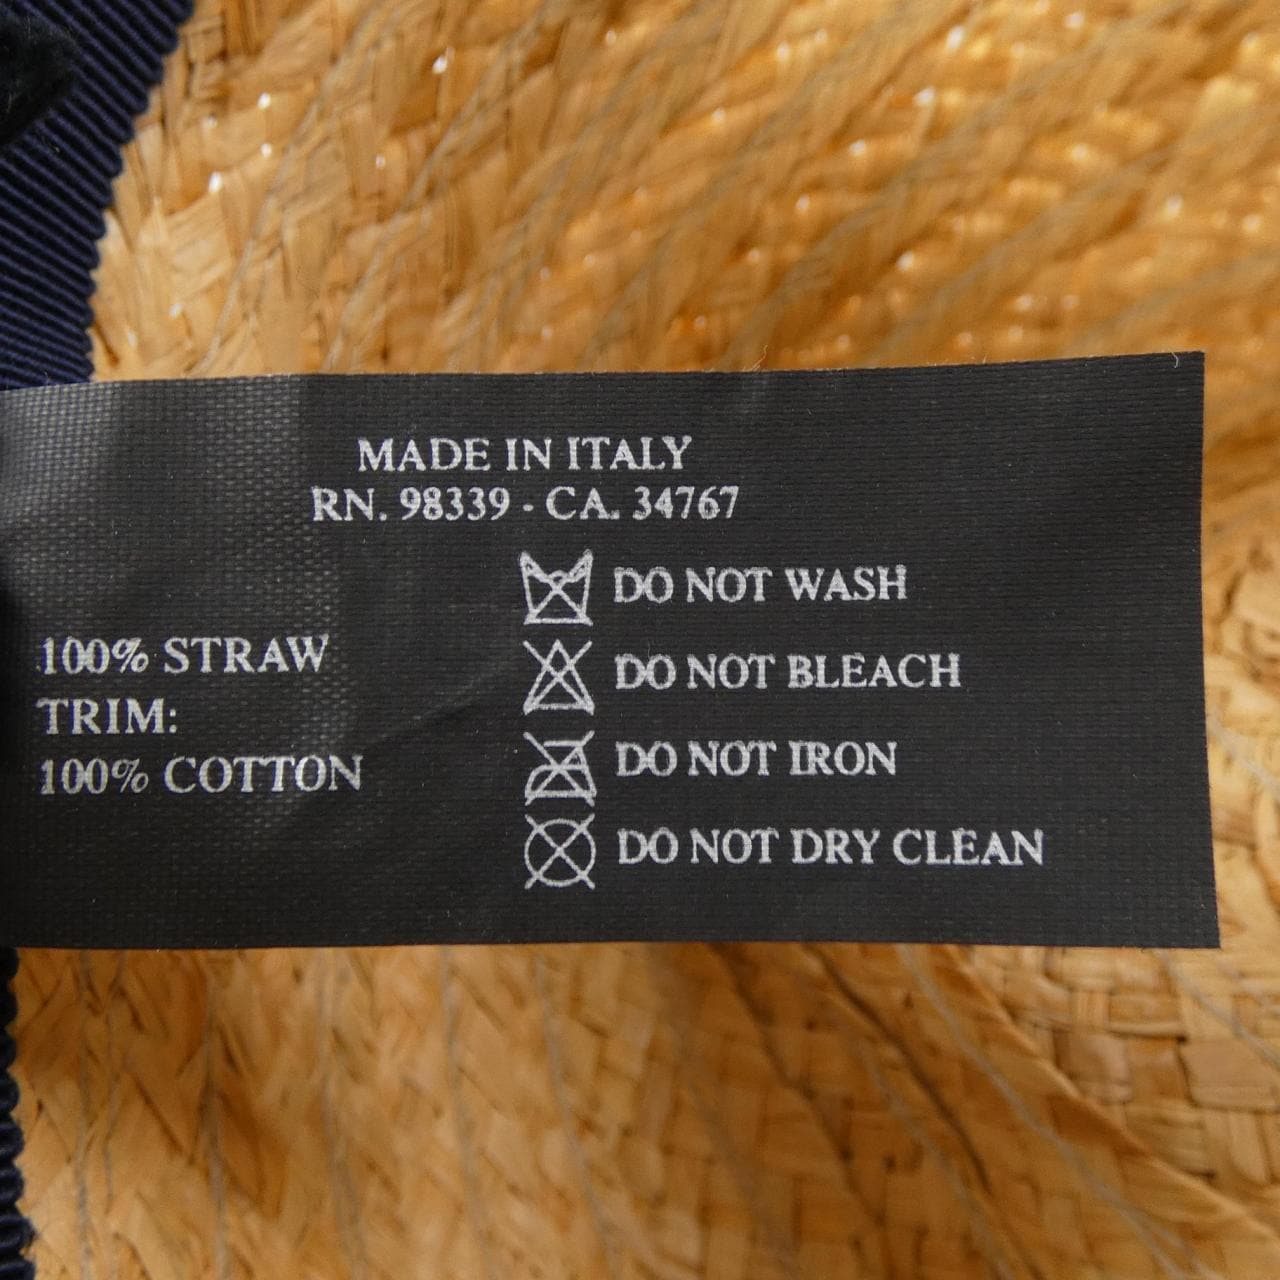 MADE IN ITALY
RN. 98339 - CA. 34767
100% STRAW
TRIM:
100% COTTON
DO NOT WASH
DO NOT BLEACH
DO NOT IRON
DO NOT DRY CLEAN